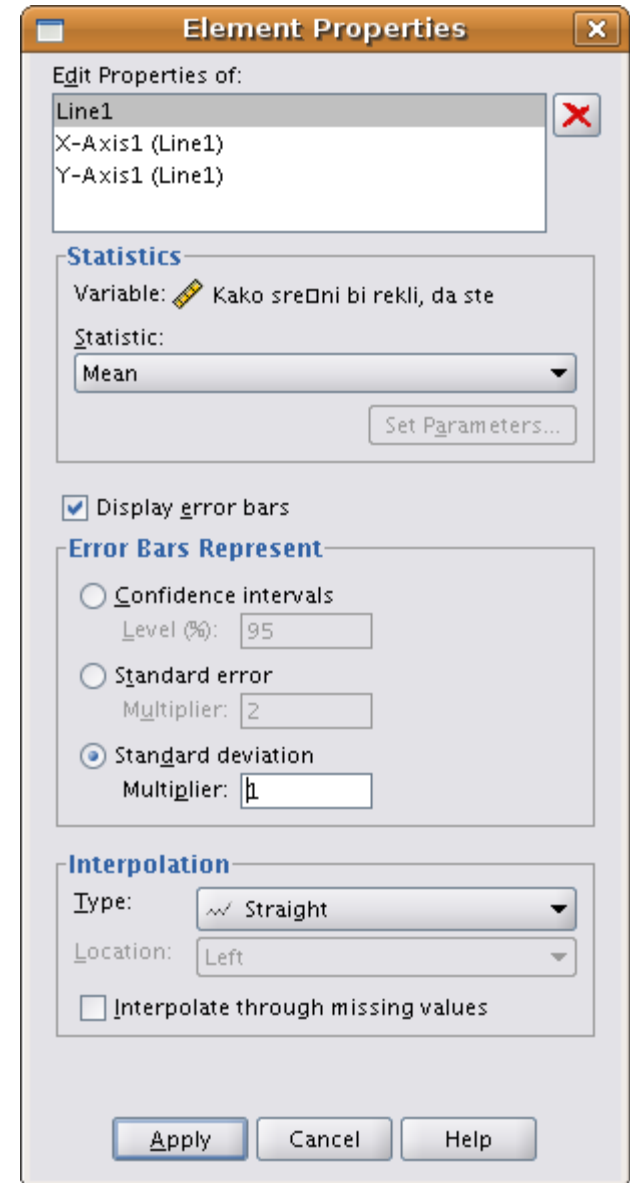 Element Properties
Edit Properties of:
Line1
X-Axis1 (Line1)
Y-Axis1 (Line1)
Statistics
Variable: Kako sre□ni bi rekli, da ste
Statistic:
Mean
Set Parameters...
Display error bars
Error Bars Represent
Confidence intervals
Level (%): 95
Standard error
Multiplier: 2
Standard deviation
Multiplier: 1
Interpolation
Type: Straight
Location: Left
Interpolate through missing values
Apply Cancel Help